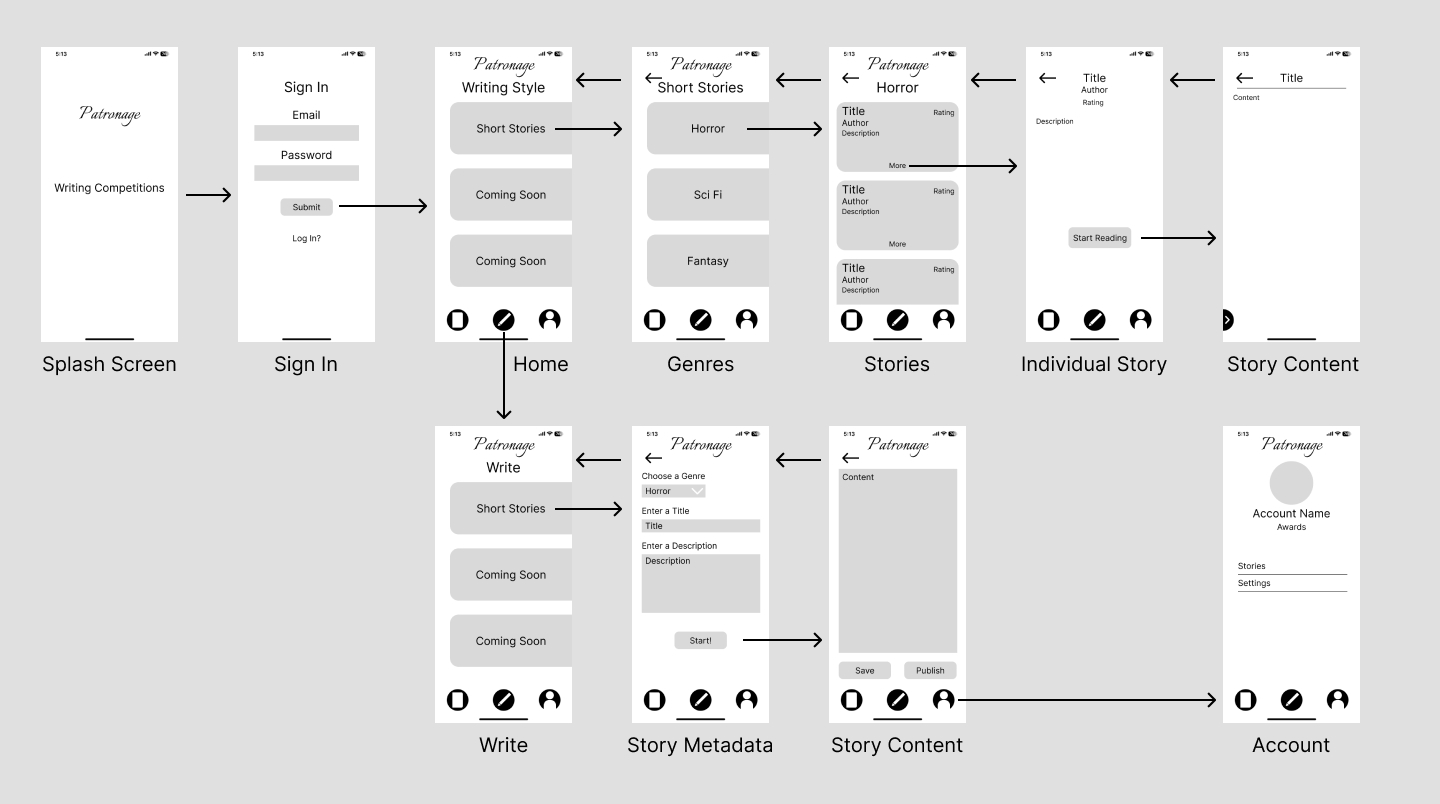 5:13
Patronage
Writing Competitions
Splash Screen
5:13
Sign In
Email
Password
Submit
Log In?
Sign In
5:13
Patronage
Writing Style
Short Stories
Coming Soon
Coming Soon
Home
5:13
Patronage
Short Stories
Horror
Sci Fi
Fantasy
Genres
5:13
Patronage
Horror
Title
Rating
Author
Description
More
Title
Rating
Author
Description
More
Title
Rating
Author
Description
Stories
5:13
Title
Author
Rating
Description
Start Reading
Individual Story
5:13
Title
Content
Story Content
5:13
Patronage
Write
Short Stories
Coming Soon
Coming Soon
Write
5:13
Patronage
Choose a Genre
Horror
Enter a Title
Title
Enter a Description
Description
Start!
Story Metadata
5:13
Patronage
Content
Save
Publish
Story Content
5:13
Patronage
Account Name
Awards
Stories
Settings
Account